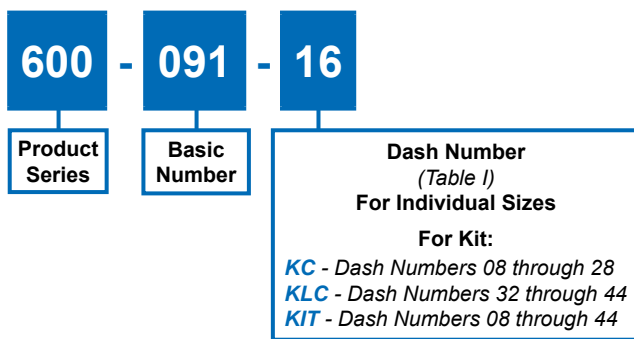 600 - 091 - 16
Product Series
Basic Number
Dash Number
(Table I)
For Individual Sizes
For Kit:
KC - Dash Numbers 08 through 28
KLC - Dash Numbers 32 through 44
KIT - Dash Numbers 08 through 44